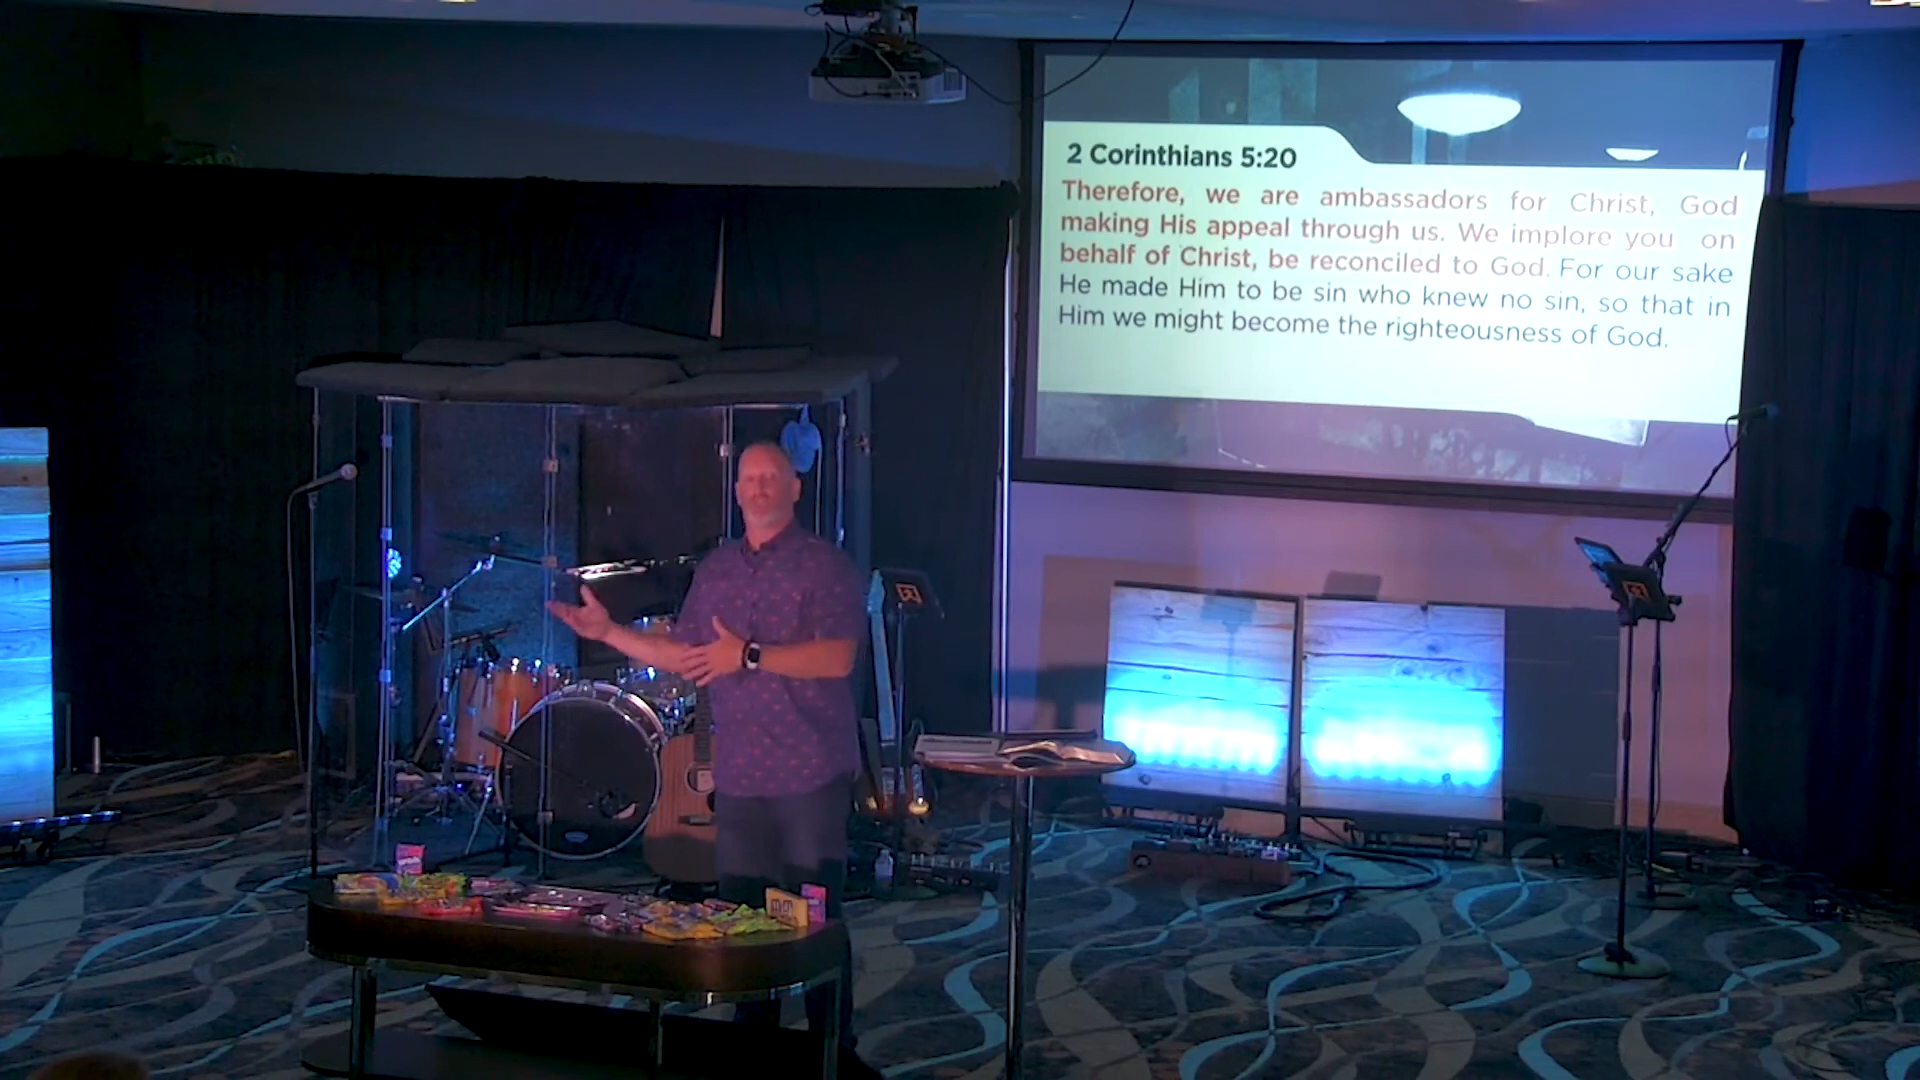 2 Corinthians 5:20
Therefore, we are ambassadors for Christ, God
making His appeal through us. We implore you on
behalf of Christ, be reconciled to God. For our sake
He made Him to be sin who knew no sin, so that in
Him we might become the righteousness of God.